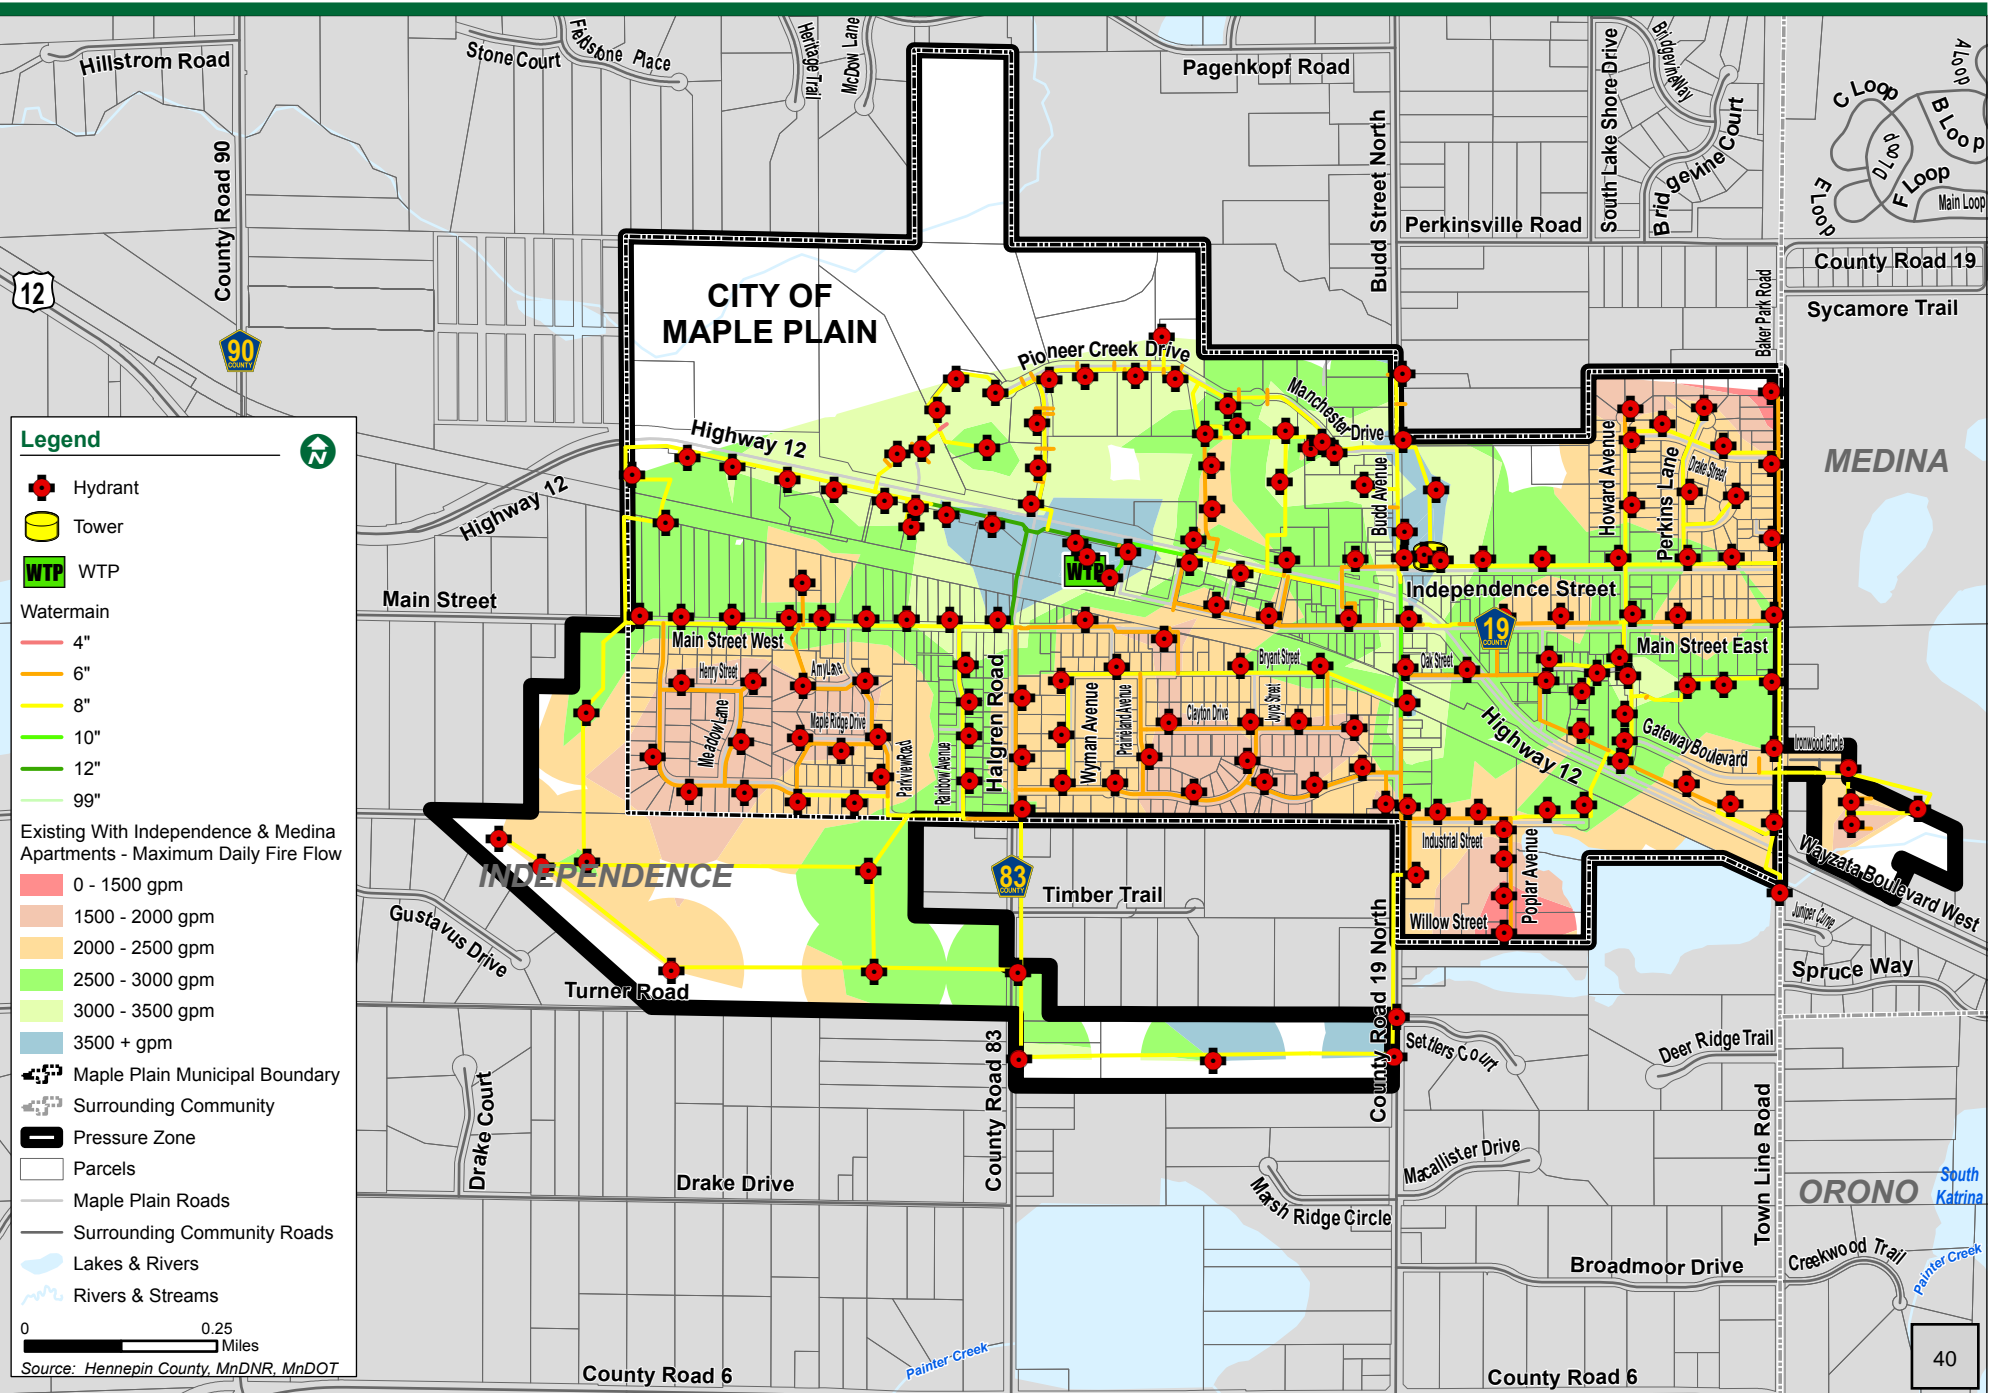 Hillstrom Road
Stone Court
Fieldstone Place
Heritage Trail
McDow Lane
Pagenkopf Road
South Lake Shore Drive
Bridgevine Way
Bridgevine Court
A Loop
B Loop
C Loop
D Loop
E Loop
F Loop
Main Loop
County Road 90
Budd Street North
Perkinsville Road
County Road 19
Sycamore Trail
Baker Park Road
12
90
COUNTY
CITY OF
MAPLE PLAIN
Pioneer Creek Drive
Manchester Drive
Highway 12
Highway 12
Budd Avenue
Howard Avenue
Perkins Lane
Drake Street
MEDINA
WTP
Main Street
Independence Street
19
COUNTY
Main Street West
Main Street East
Henry Street
Amy Lane
Meadow Lane
Maple Ridge Drive
Parkview Road
Rainbow Avenue
Halgren Road
Wyman Avenue
Prairieland Avenue
Clayton Drive
Joyce Street
Bryant Street
Oak Street
Highway 12
Gateway Boulevard
Ironwood Circle
Industrial Street
Poplar Avenue
Willow Street
Wayzata Boulevard West
Juniper Curve
Spruce Way
INDEPENDENCE
83
COUNTY
Timber Trail
Gustavus Drive
Turner Road
County Road 19 North
Settlers Court
Deer Ridge Trail
Drake Court
County Road 83
Town Line Road
Drake Drive
Macallister Drive
Marsh Ridge Circle
ORONO
South
Katrina
Broadmoor Drive
Creekwood Trail
Painter Creek
Painter Creek
County Road 6
County Road 6
40
Legend
N
Hydrant
Tower
WTP WTP
Watermain
4"
6"
8"
10"
12"
99"
Existing With Independence & Medina
Apartments - Maximum Daily Fire Flow
0 - 1500 gpm
1500 - 2000 gpm
2000 - 2500 gpm
2500 - 3000 gpm
3000 - 3500 gpm
3500 + gpm
Maple Plain Municipal Boundary
Surrounding Community
Pressure Zone
Parcels
Maple Plain Roads
Surrounding Community Roads
Lakes & Rivers
Rivers & Streams
0 0.25
Miles
Source: Hennepin County, MnDNR, MnDOT